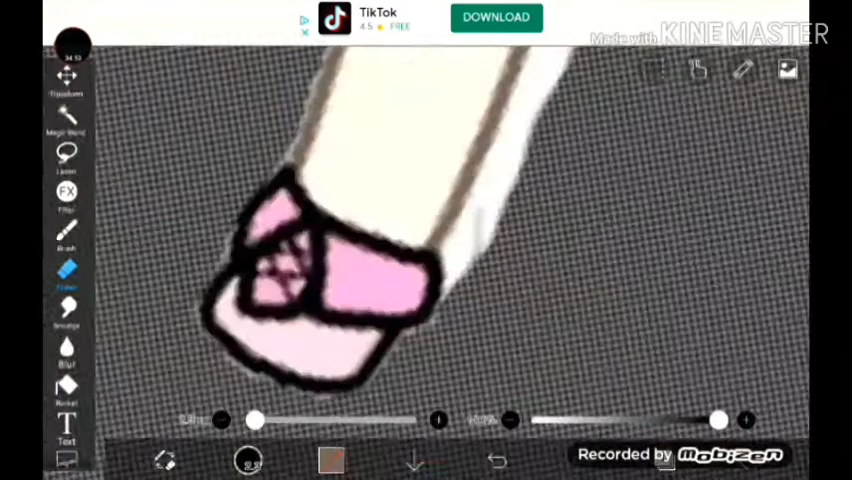 TikTok
4.5 ★ FREE
DOWNLOAD
Made with KINEMASTER
Transform
Magic Wand
Lasso
FX
Filter
Brush
Eraser
Smudge
Blur
Bucket
T
Text
Recorded by mobizen